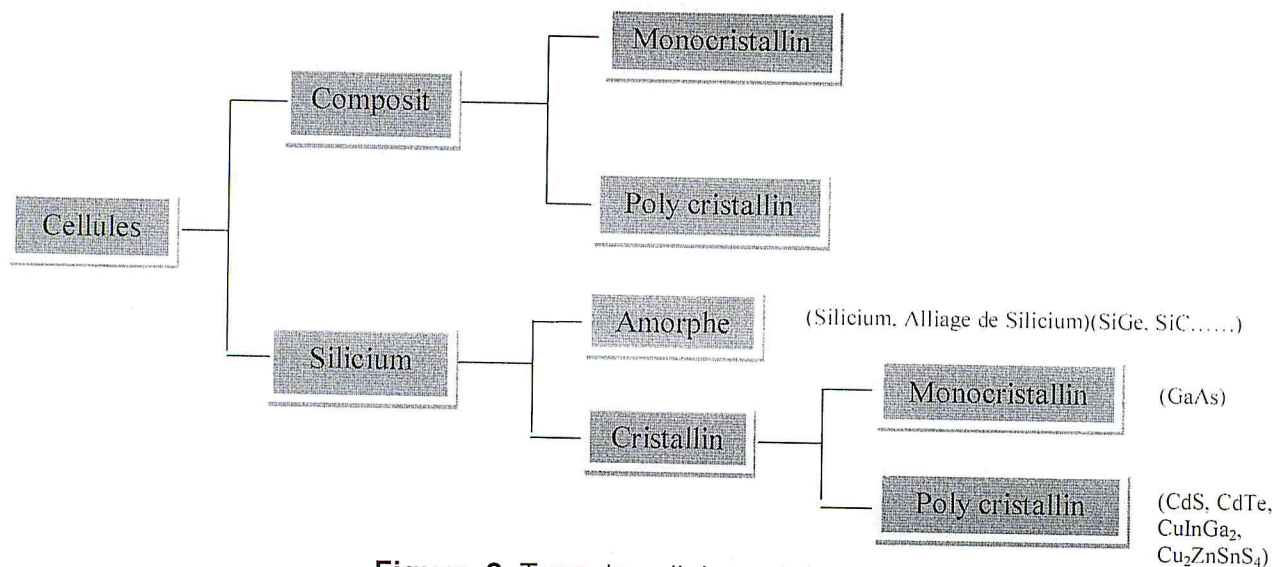 Monocristallin
Composit
Poly cristallin
Cellules
Amorphe
(Silicium, Alliage de Silicium)(SiGe, SiC......)
Silicium
Monocristallin
(GaAs)
Cristallin
Poly cristallin
(CdS, CdTe,
CuInGa₂,
Cu₂ZnSnS₄)